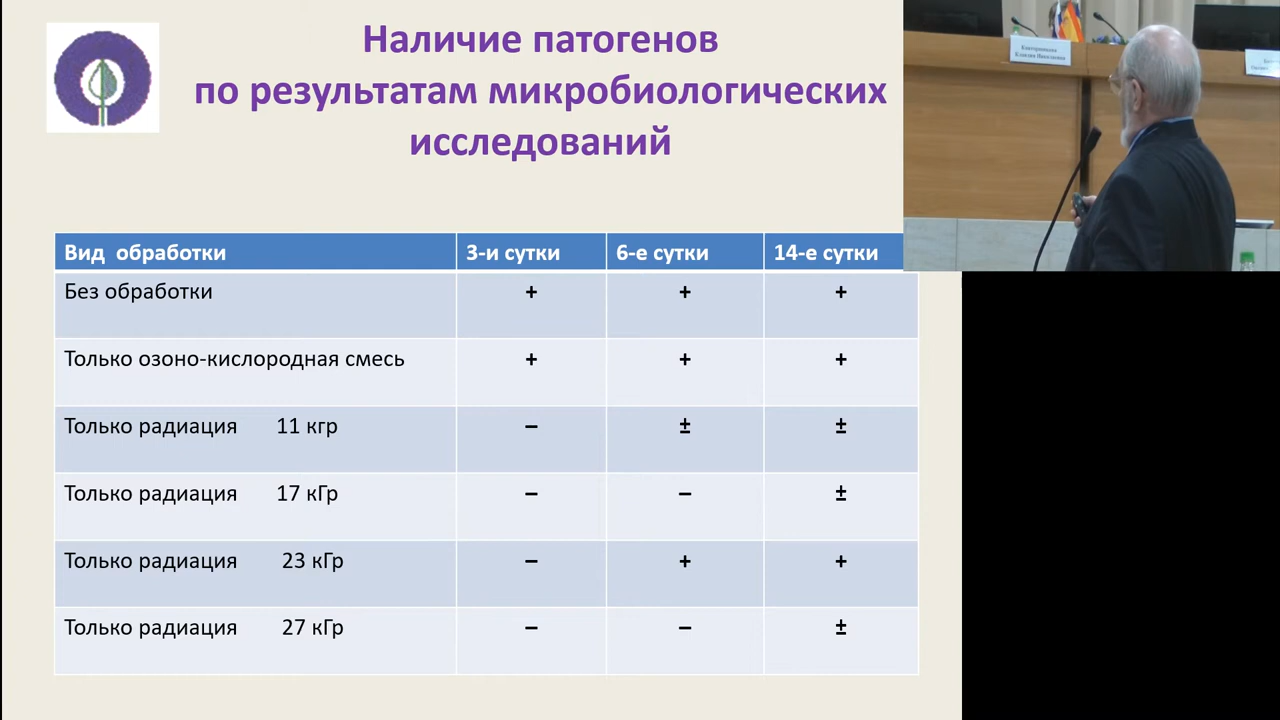 Наличие патогенов
по результатам микробиологических
исследований
Вид обработки 3-и сутки 6-е сутки 14-е сутки
Без обработки + + +
Только озоно-кислородная смесь + + +
Только радиация 11 кгр – ± ±
Только радиация 17 кГр – – ±
Только радиация 23 кГр – + +
Только радиация 27 кГр – – ±